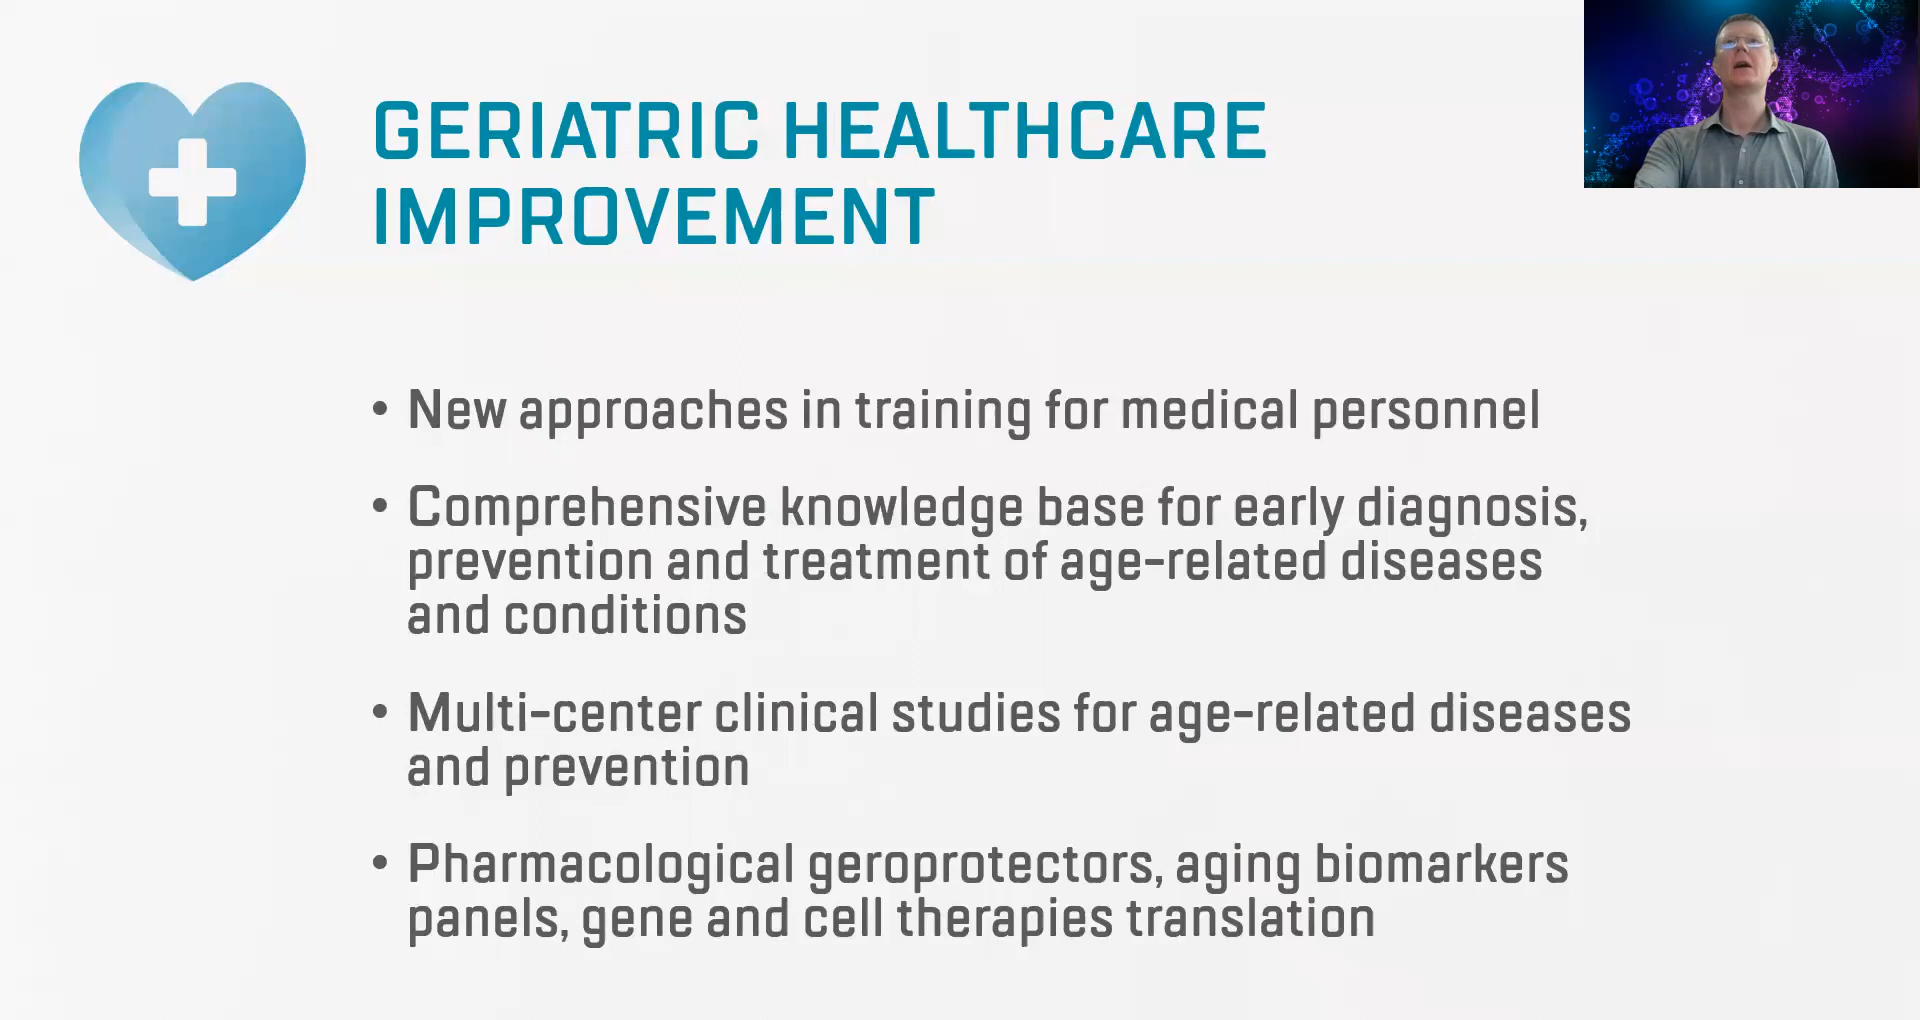 GERIATRIC HEALTHCARE
IMPROVEMENT
• New approaches in training for medical personnel
• Comprehensive knowledge base for early diagnosis,
prevention and treatment of age-related diseases
and conditions
• Multi-center clinical studies for age-related diseases
and prevention
• Pharmacological geroprotectors, aging biomarkers
panels, gene and cell therapies translation